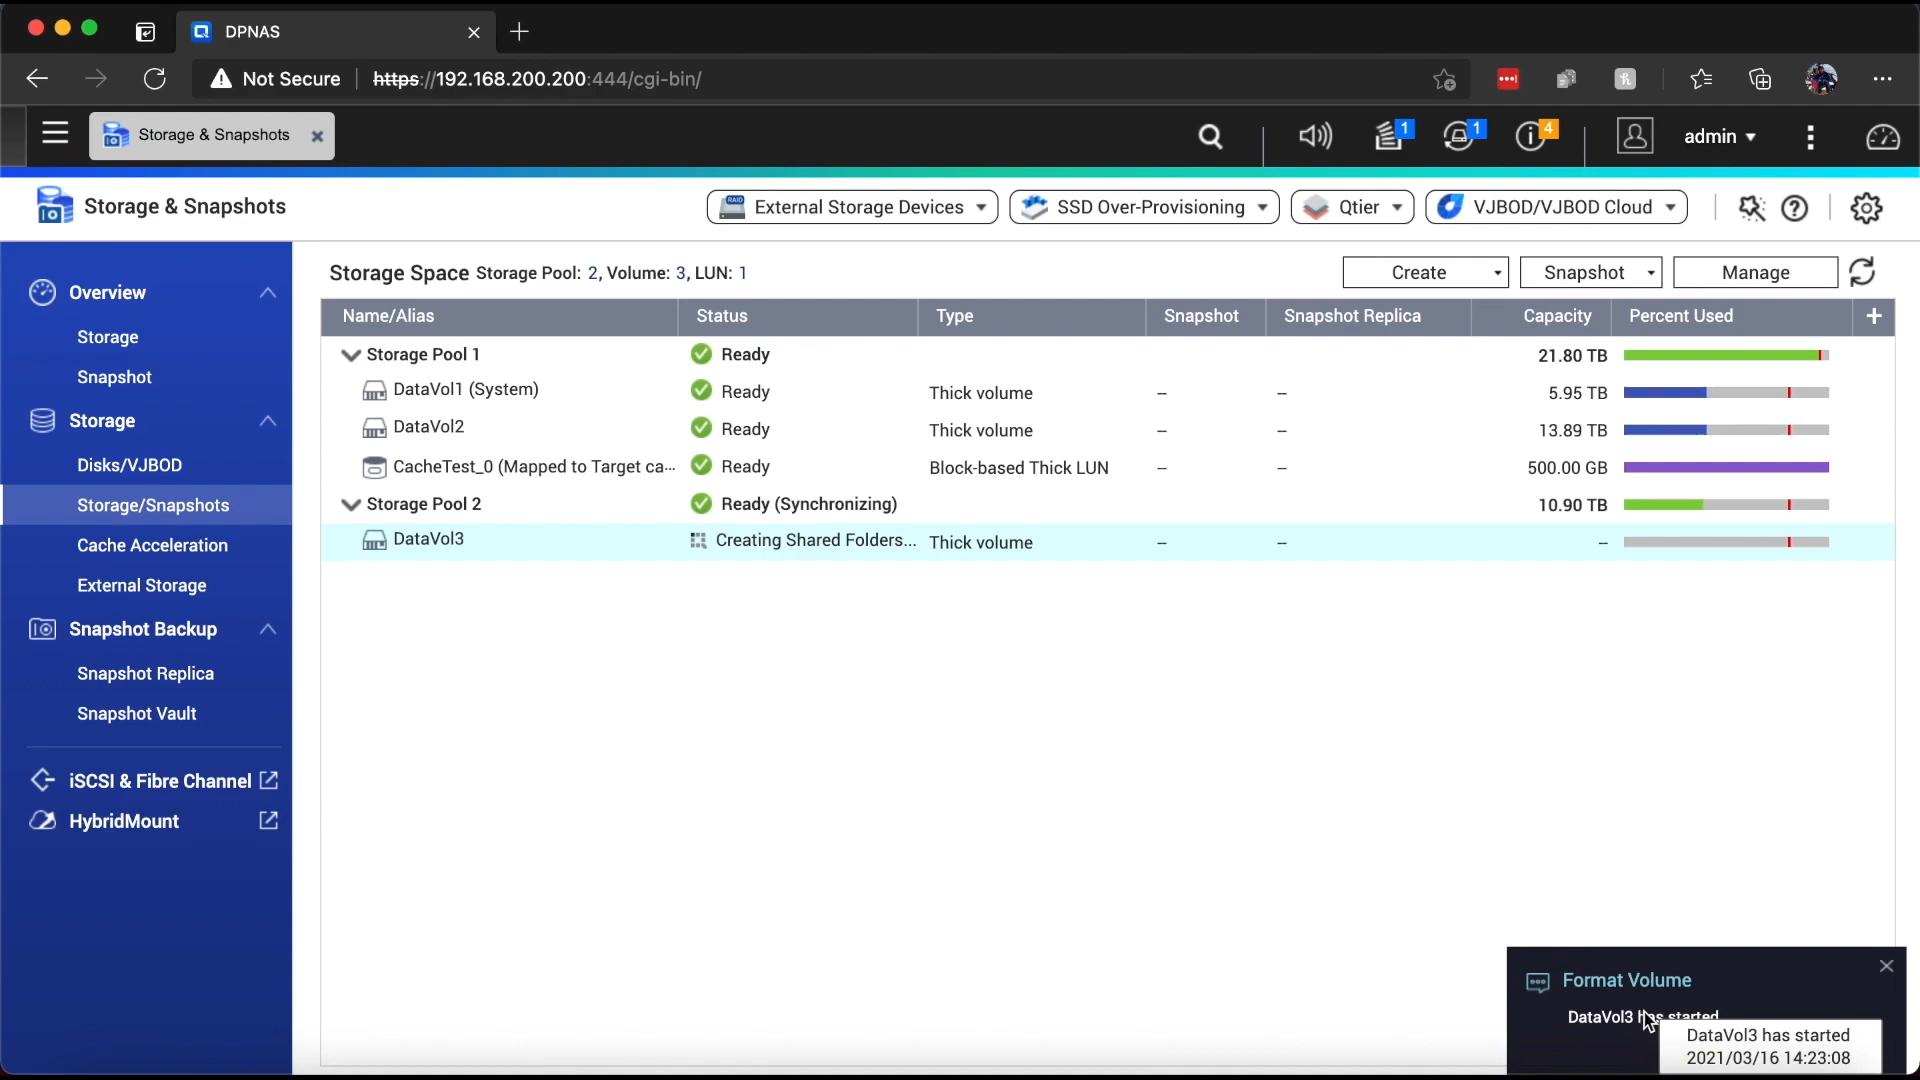 DPNAS
Not Secure https://192.168.200.200:444/cgi-bin/
Storage & Snapshots
1
1
4
admin
Storage & Snapshots
External Storage Devices
SSD Over-Provisioning
Qtier
VJBOD/VJBOD Cloud
Overview
Storage
Snapshot
Storage
Disks/VJBOD
Storage/Snapshots
Cache Acceleration
External Storage
Snapshot Backup
Snapshot Replica
Snapshot Vault
iSCSI & Fibre Channel
HybridMount
Storage Space Storage Pool: 2, Volume: 3, LUN: 1
Create
Snapshot
Manage
Name/Alias Status Type Snapshot Snapshot Replica Capacity Percent Used +
Storage Pool 1 Ready 21.80 TB
DataVol1 (System) Ready Thick volume -- -- 5.95 TB
DataVol2 Ready Thick volume -- -- 13.89 TB
CacheTest_0 (Mapped to Target ca... Ready Block-based Thick LUN -- -- 500.00 GB
Storage Pool 2 Ready (Synchronizing) 10.90 TB
DataVol3 Creating Shared Folders... Thick volume -- -- --
Format Volume
DataVol3 has started
DataVol3 has started
2021/03/16 14:23:08